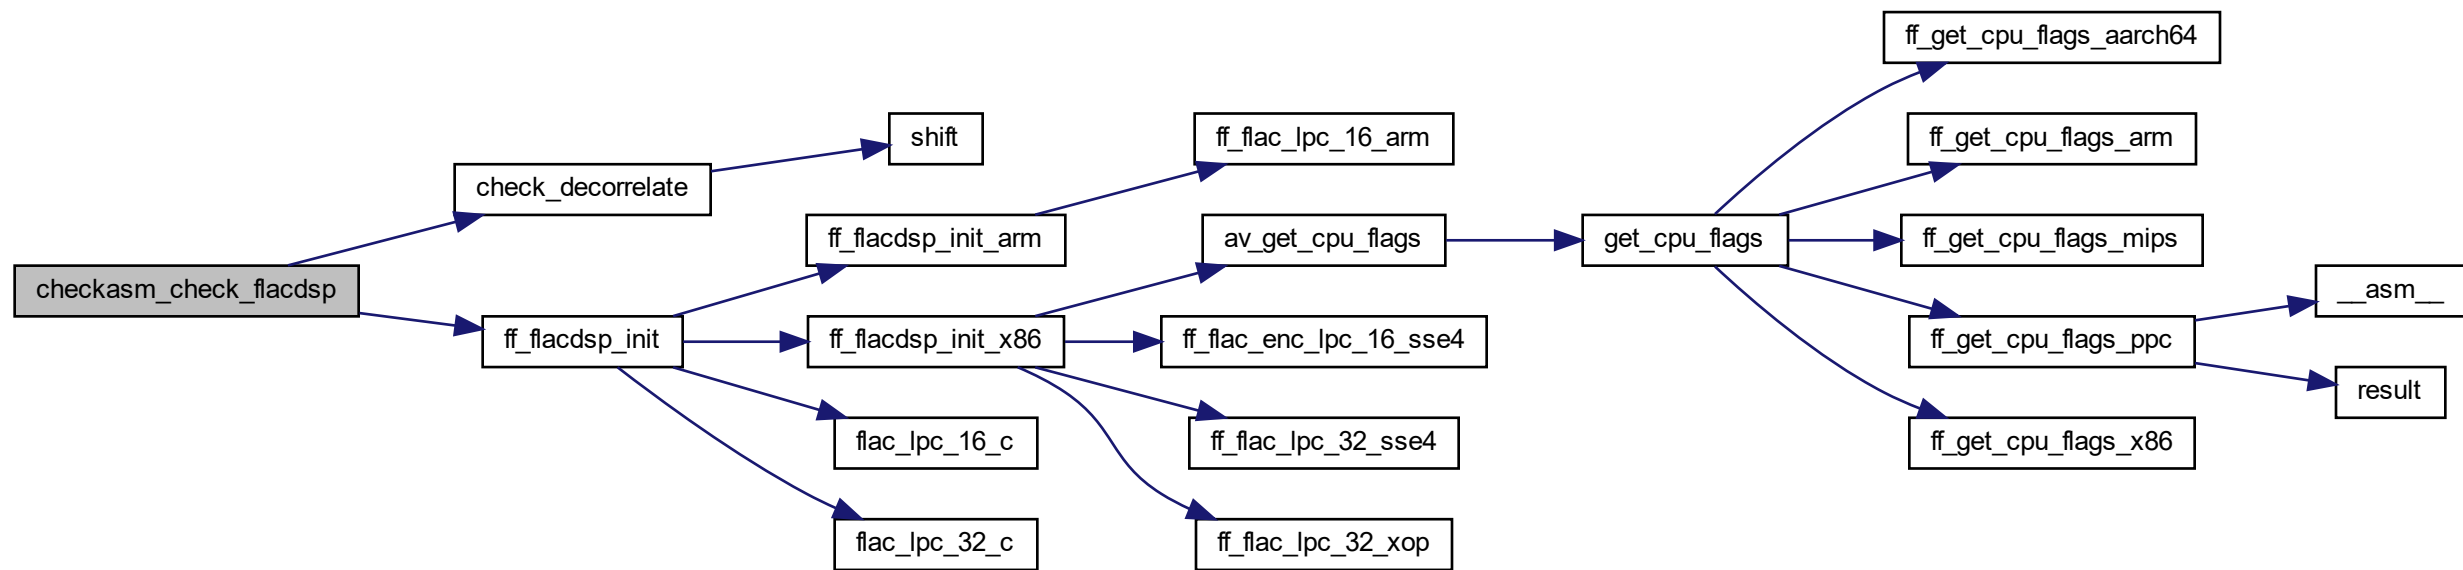 checkasm_check_flacdsp
check_decorrelate
shift
ff_flacdsp_init
ff_flacdsp_init_arm
ff_flac_lpc_16_arm
ff_flacdsp_init_x86
av_get_cpu_flags
get_cpu_flags
ff_get_cpu_flags_aarch64
ff_get_cpu_flags_arm
ff_get_cpu_flags_mips
ff_get_cpu_flags_ppc
__asm__
result
ff_get_cpu_flags_x86
ff_flac_enc_lpc_16_sse4
ff_flac_lpc_32_sse4
ff_flac_lpc_32_xop
flac_lpc_16_c
flac_lpc_32_c